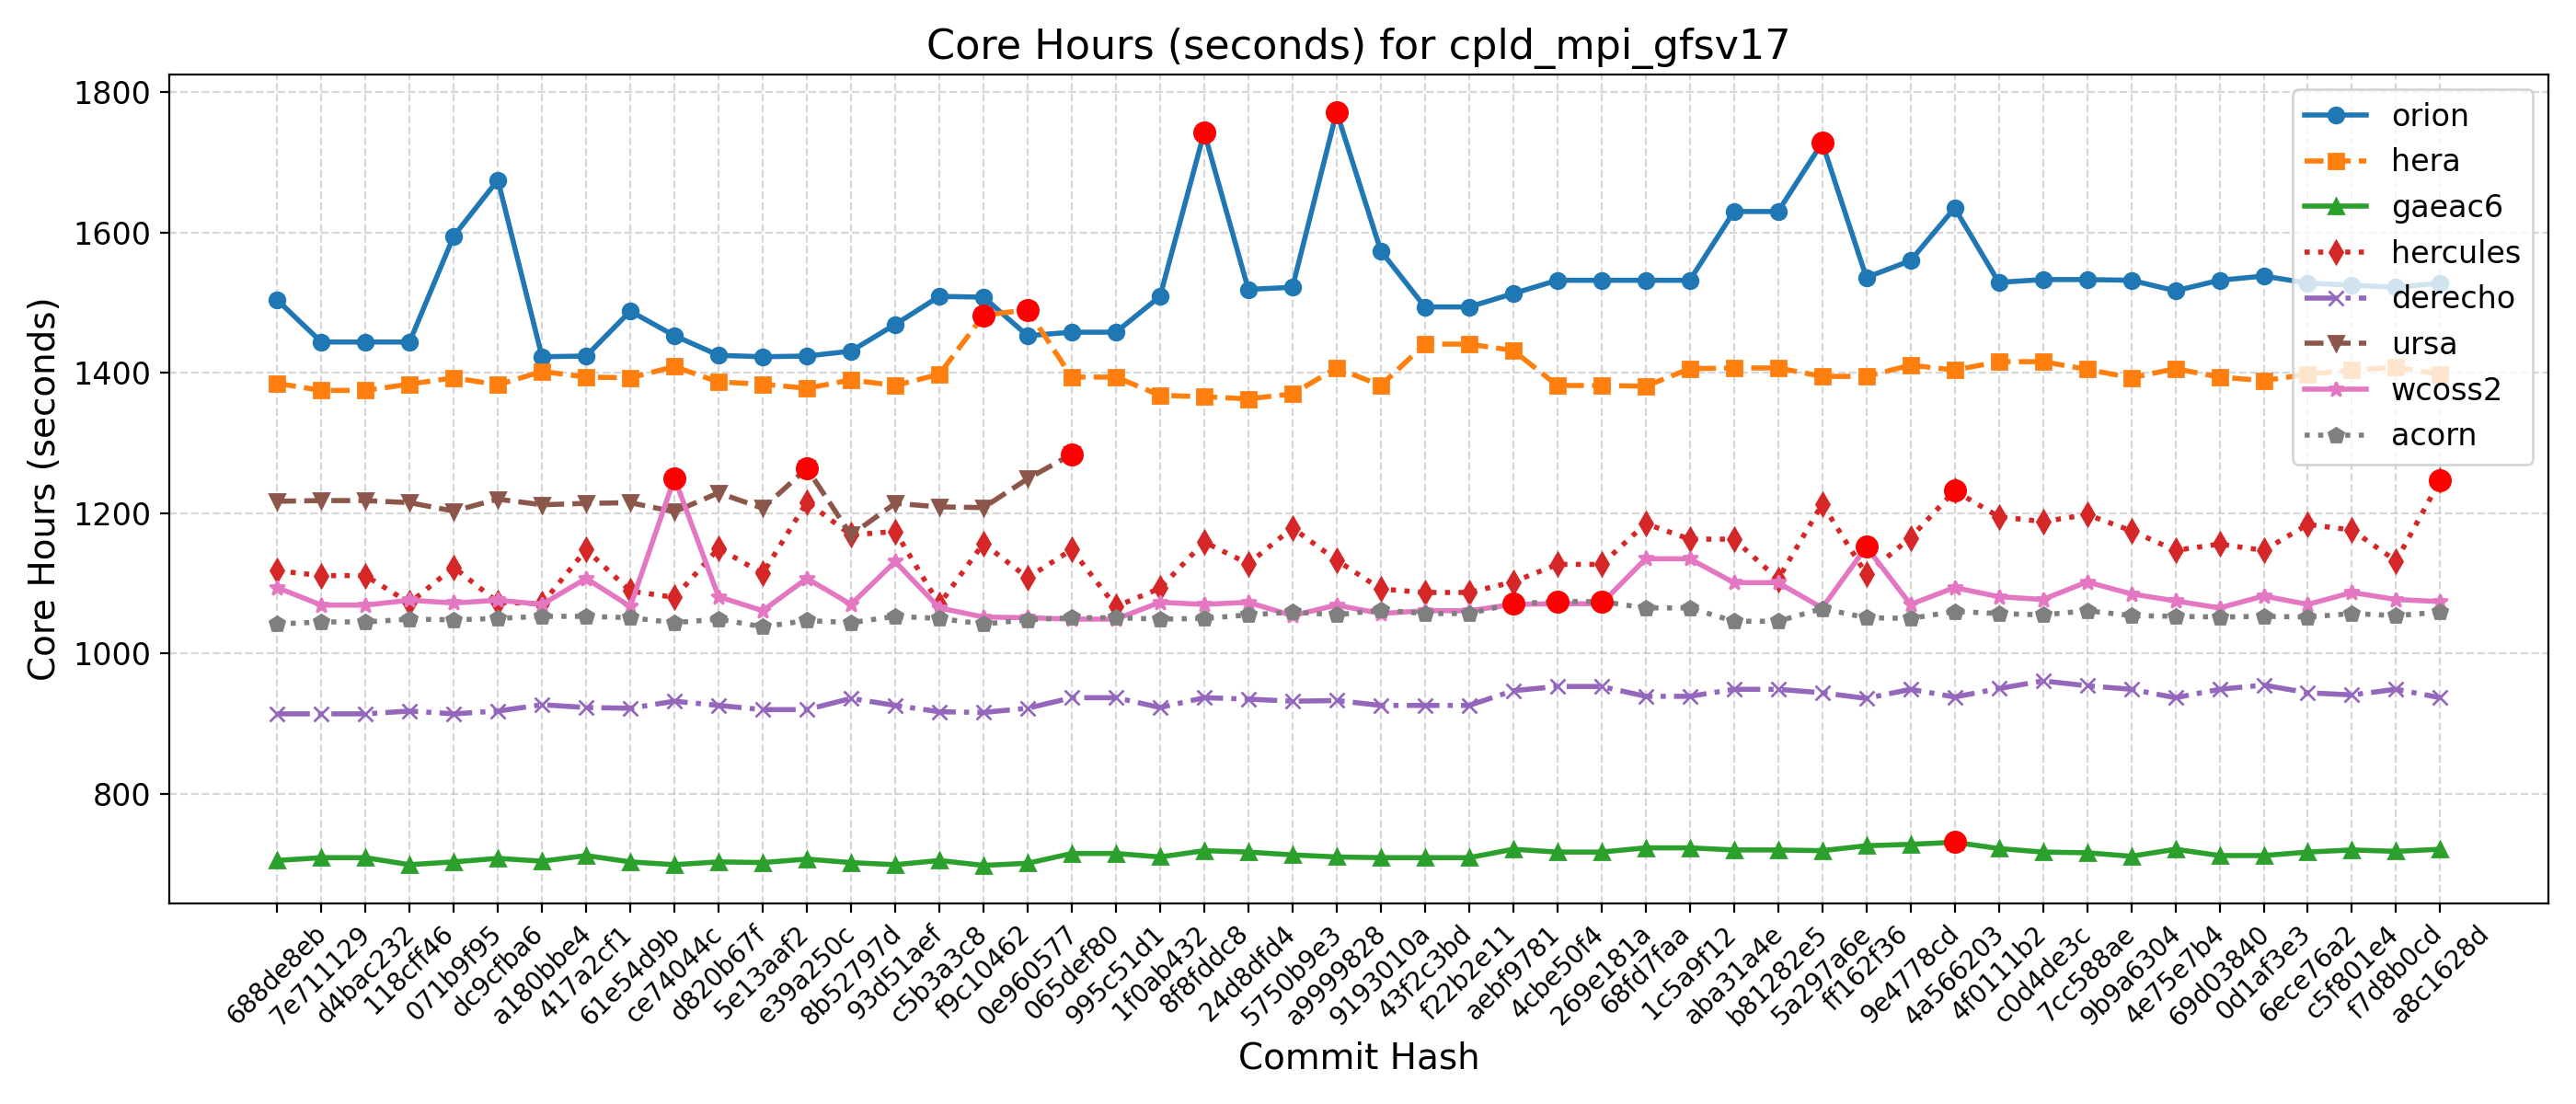 Core Hours (seconds) for cpld_mpi_gfsv17
Core Hours (seconds)
1800
1600
1400
1200
1000
800
orion
hera
gaeac6
hercules
derecho
ursa
wcoss2
acorn
688de8eb
7e711129
d4bac232
118cff46
071b9f95
dc9cfba6
a180bbe4
417a2cf1
61e54d9b
ce74044c
d820b67f
5e13aaf2
e39a250c
8b52797d
93d51aef
c5b3a3c8
f9c10462
0e960577
065def80
995c51d1
1f0ab432
8f8fddc8
24d8dfd4
5750b9e3
a9999828
9193010a
43f2c3bd
f22b2e11
aebf9781
4cbe50f4
269e181a
68fd7faa
1c5a9f12
aba31a4e
b81282e5
5a297a6e
ff162f36
9e4778cd
4a566203
4f0111b2
c0d4de3c
7cc588ae
9b9a6304
4e75e7b4
69d03840
0d1af3e3
6ece76a2
c5f801e4
f7d8b0cd
a8c1628d
Commit Hash